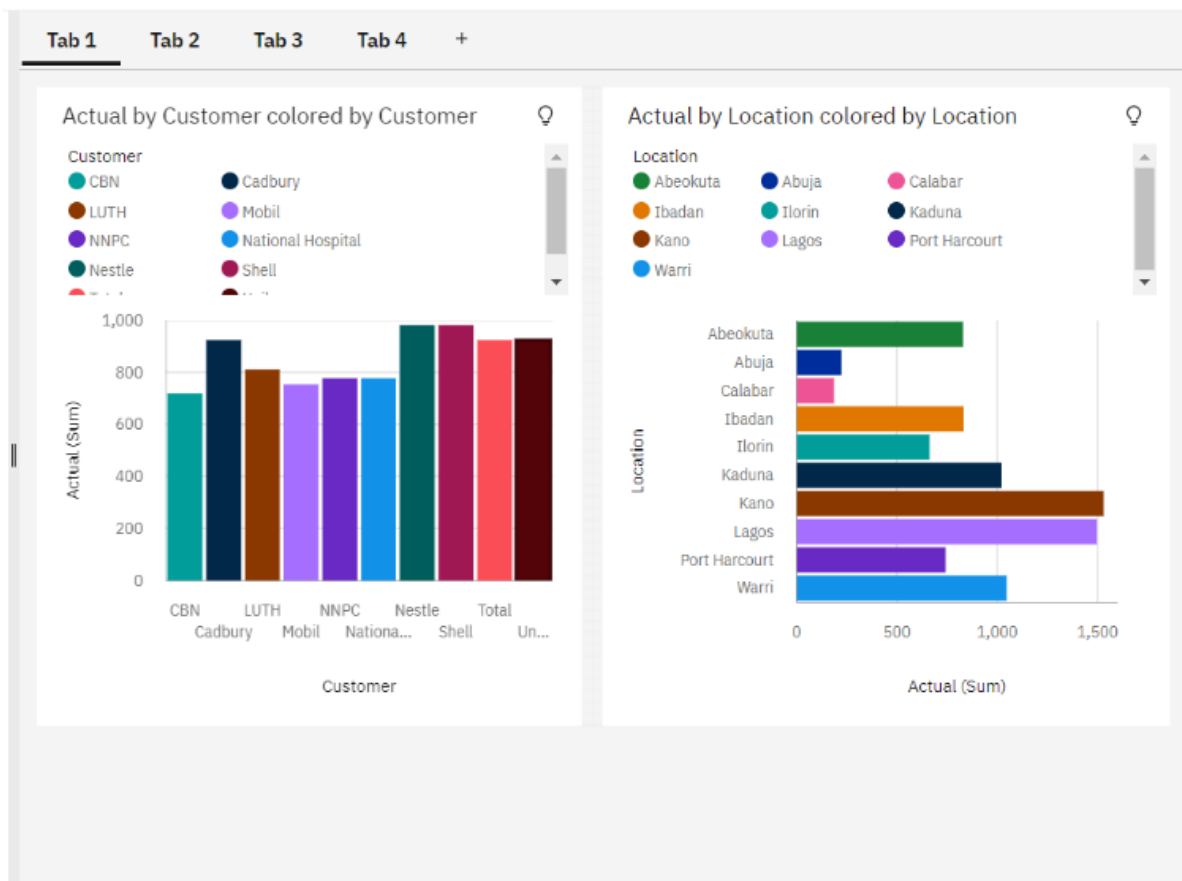 Tab 1 Tab 2 Tab 3 Tab 4 +
Actual by Customer colored by Customer
Customer
CBN Cadbury
LUTH Mobil
NNPC National Hospital
Nestle Shell
1,000
800
600
400
200
0
Actual (Sum)
CBN LUTH NNPC Nestle Total
Cadbury Mobil Nationa... Shell Un...
Customer
Actual by Location colored by Location
Location
Abeokuta Abuja Calabar
Ibadan Ilorin Kaduna
Kano Lagos Port Harcourt
Warri
Location
Abeokuta
Abuja
Calabar
Ibadan
Ilorin
Kaduna
Kano
Lagos
Port Harcourt
Warri
0 500 1,000 1,500
Actual (Sum)